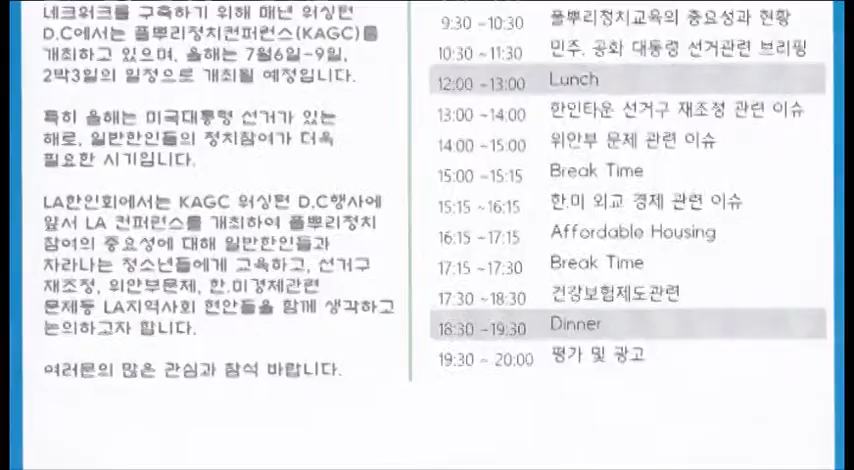 네크워크를 구축하기 위해 매년 워싱턴
D.C에서는 풀뿌리정치컨퍼런스(KAGC)를
개최하고 있으며, 올해는 7월6일~9일,
2박3일의 일정으로 개최될 예정입니다.
특히 올해는 미국대통령 선거가 있는
해로, 일반한인들의 정치참여가 더욱
필요한 시기입니다.
LA한인회에서는 KAGC 워싱턴 D.C행사에
앞서 LA 컨퍼런스를 개최하여 풀뿌리정치
참여의 중요성에 대해 일반한인들과
자라나는 청소년들에게 교육하고, 선거구
재조정, 위안부문제, 한.미경제관련
문제등 LA지역사회 현안들을 함께 생각하고
논의하고자 합니다.
여러분의 많은 관심과 참석 바랍니다.
9:30 ~10:30 풀뿌리정치교육의 중요성과 현황
10:30 ~11:30 민주, 공화 대통령 선거관련 브리핑
12:00 ~13:00 Lunch
13:00 ~14:00 한인타운 선거구 재조정 관련 이슈
14:00 ~15:00 위안부 문제 관련 이슈
15:00 ~15:15 Break Time
15:15 ~16:15 한.미 외교 경제 관련 이슈
16:15 ~17:15 Affordable Housing
17:15 ~17:30 Break Time
17:30 ~18:30 건강보험제도관련
18:30 ~19:30 Dinner
19:30 ~ 20:00 평가 및 광고